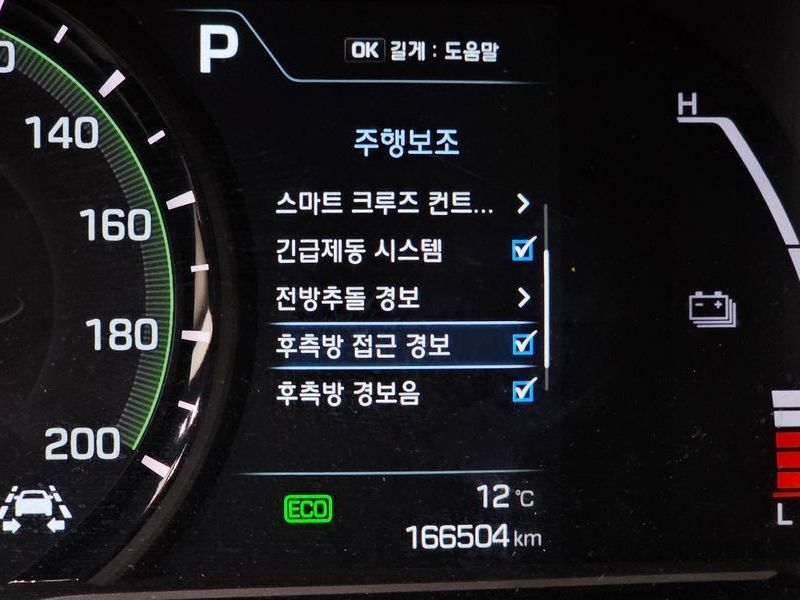 P
OK 길게 : 도움말
H
140
주행보조
스마트 크루즈 컨트...
160
긴급제동 시스템
전방추돌 경보
180
후측방 접근 경보
후측방 경보음
200
ECO
12 °C
166504 km
L